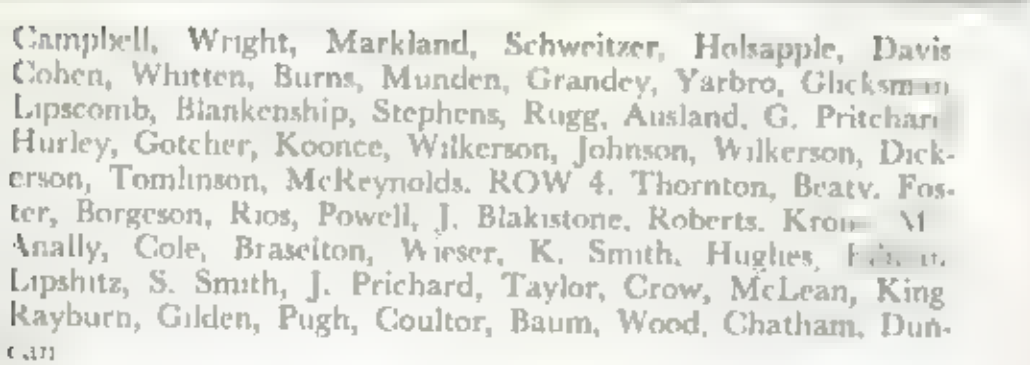 Campbell, Wright, Markland, Schweitzer, Holsapple, Davis
Cohen, Whitten, Burns, Munden, Grandey, Yarbro, Glicksman
Lipscomb, Blankenship, Stephens, Rugg, Ausland, G. Pritchard
Hurley, Gotcher, Koonce, Wilkerson, Johnson, Wilkerson, Dick-
erson, Tomlinson, McReynolds. ROW 4. Thornton, Beaty, Fos-
ter, Borgeson, Rios, Powell, J. Blakistone, Roberts,
Anally, Cole, Braselton, Wieser, K. Smith, Hughes,
Lipshitz, S. Smith, J. Prichard, Taylor, Crow, McLean, King
Rayburn, Gilden, Pugh, Coultor, Baum, Wood, Chatham, Dun-
can